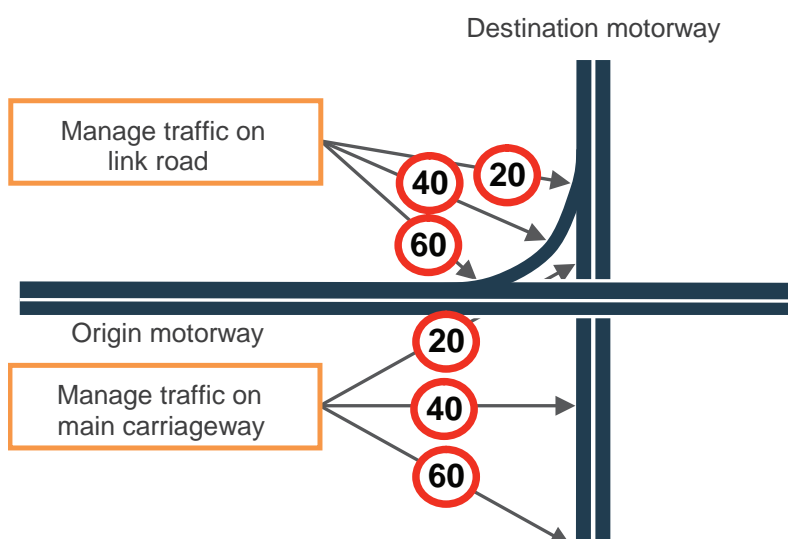 Destination motorway
Manage traffic on
link road
20
40
60
Origin motorway
20
Manage traffic on
main carriageway
40
60